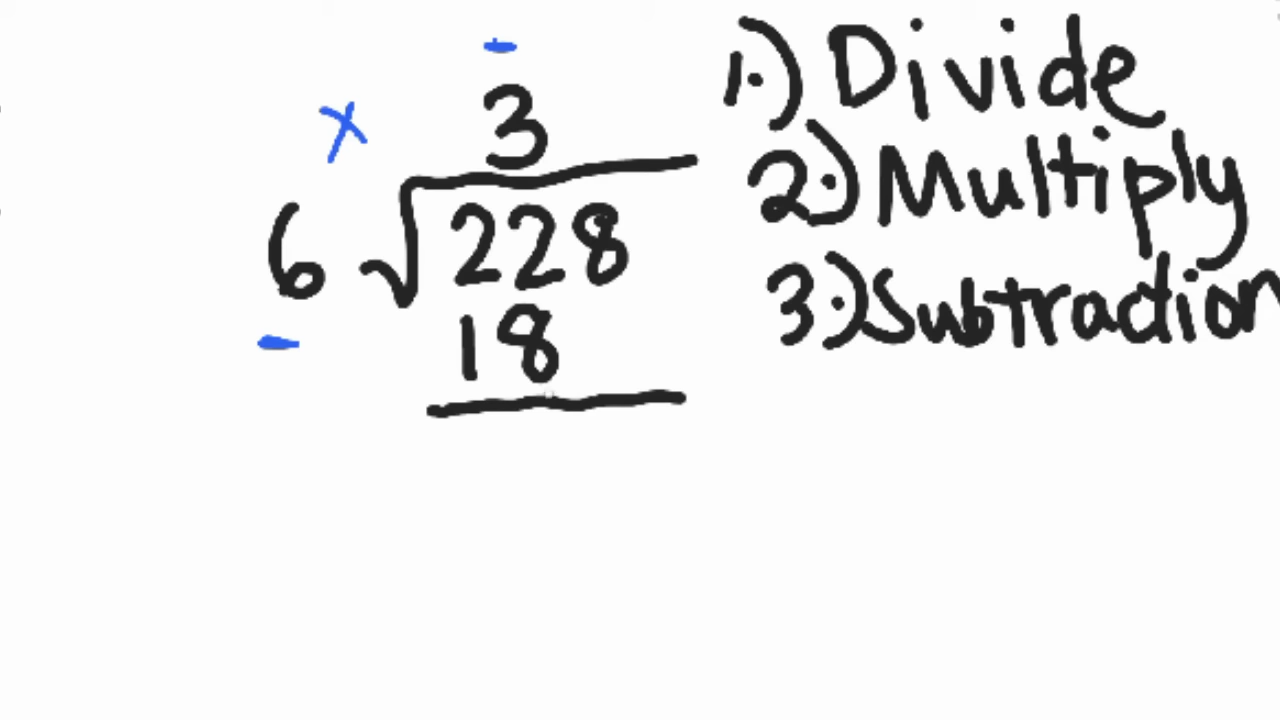 -
x 3
6 √228
- 18
1.) Divide
2.) Multiply
3.) Subtraction